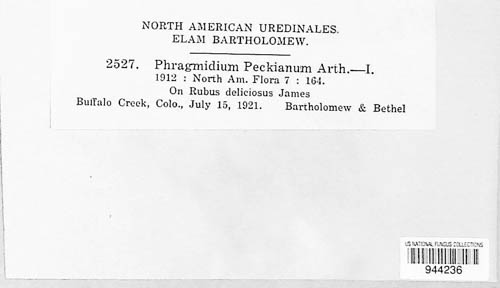 NORTH AMERICAN UREDINALES.
ELAM BARTHOLOMEW.
2527. Phragmidium Peckianum Arth.—I.
1912 : North Am. Flora 7 : 164.
On Rubus deliciosus James
Buffalo Creek, Colo., July 15, 1921. Bartholomew & Bethel
US NATIONAL FUNGUS COLLECTIONS
944236